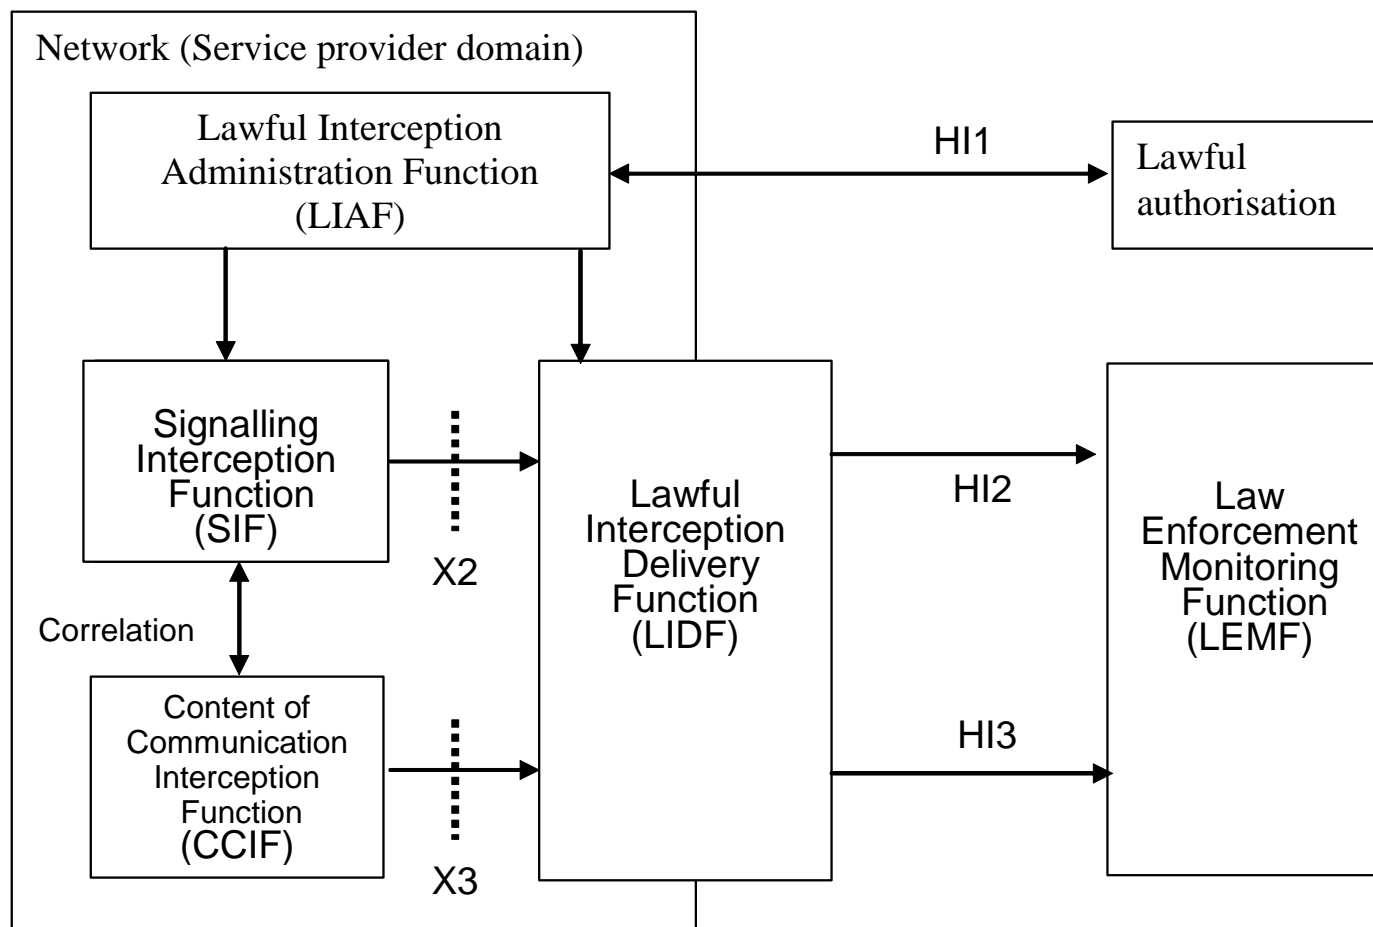 Network (Service provider domain)
Lawful Interception
Administration Function
(LIAF)
HI1
Lawful
authorisation
Signalling
Interception
Function
(SIF)
X2
Lawful
Interception
Delivery
Function
(LIDF)
HI2
Law
Enforcement
Monitoring
Function
(LEMF)
Correlation
Content of
Communication
Interception
Function
(CCIF)
X3
HI3